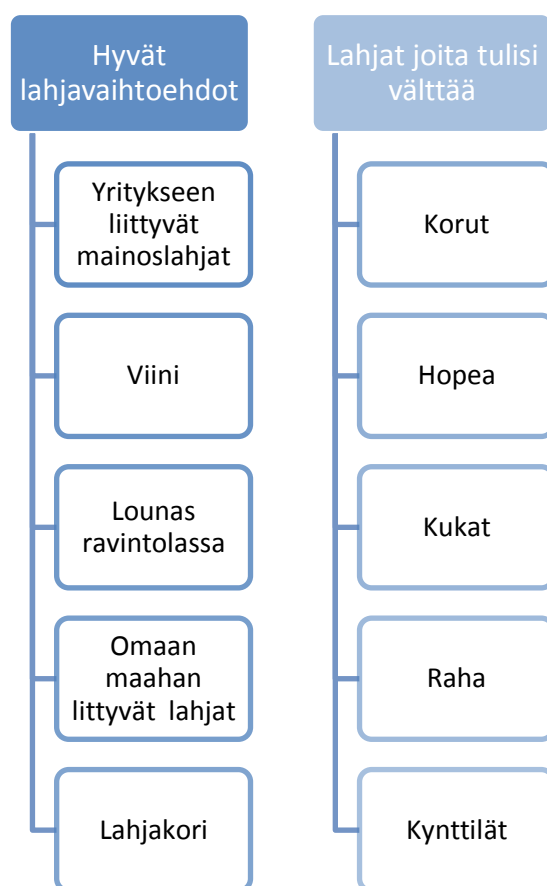 Hyvät
lahjavaihtoehdot
Yritykseen
liittyvät
mainoslahjat
Viini
Lounas
ravintolassa
Omaan
maahan
littyvät lahjat
Lahjakori
Lahjat joita tulisi
välttää
Korut
Hopea
Kukat
Raha
Kynttilät